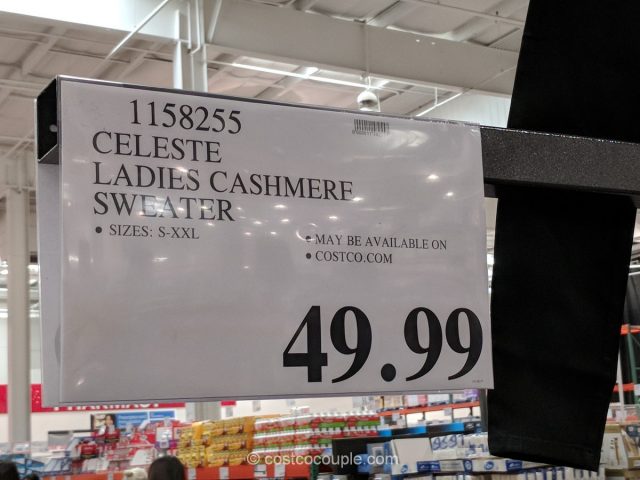 1158255
CELESTE
LADIES CASHMERE
SWEATER
• SIZES: S-XXL
• MAY BE AVAILABLE ON
• COSTCO.COM
49.99
© costcocouple.com